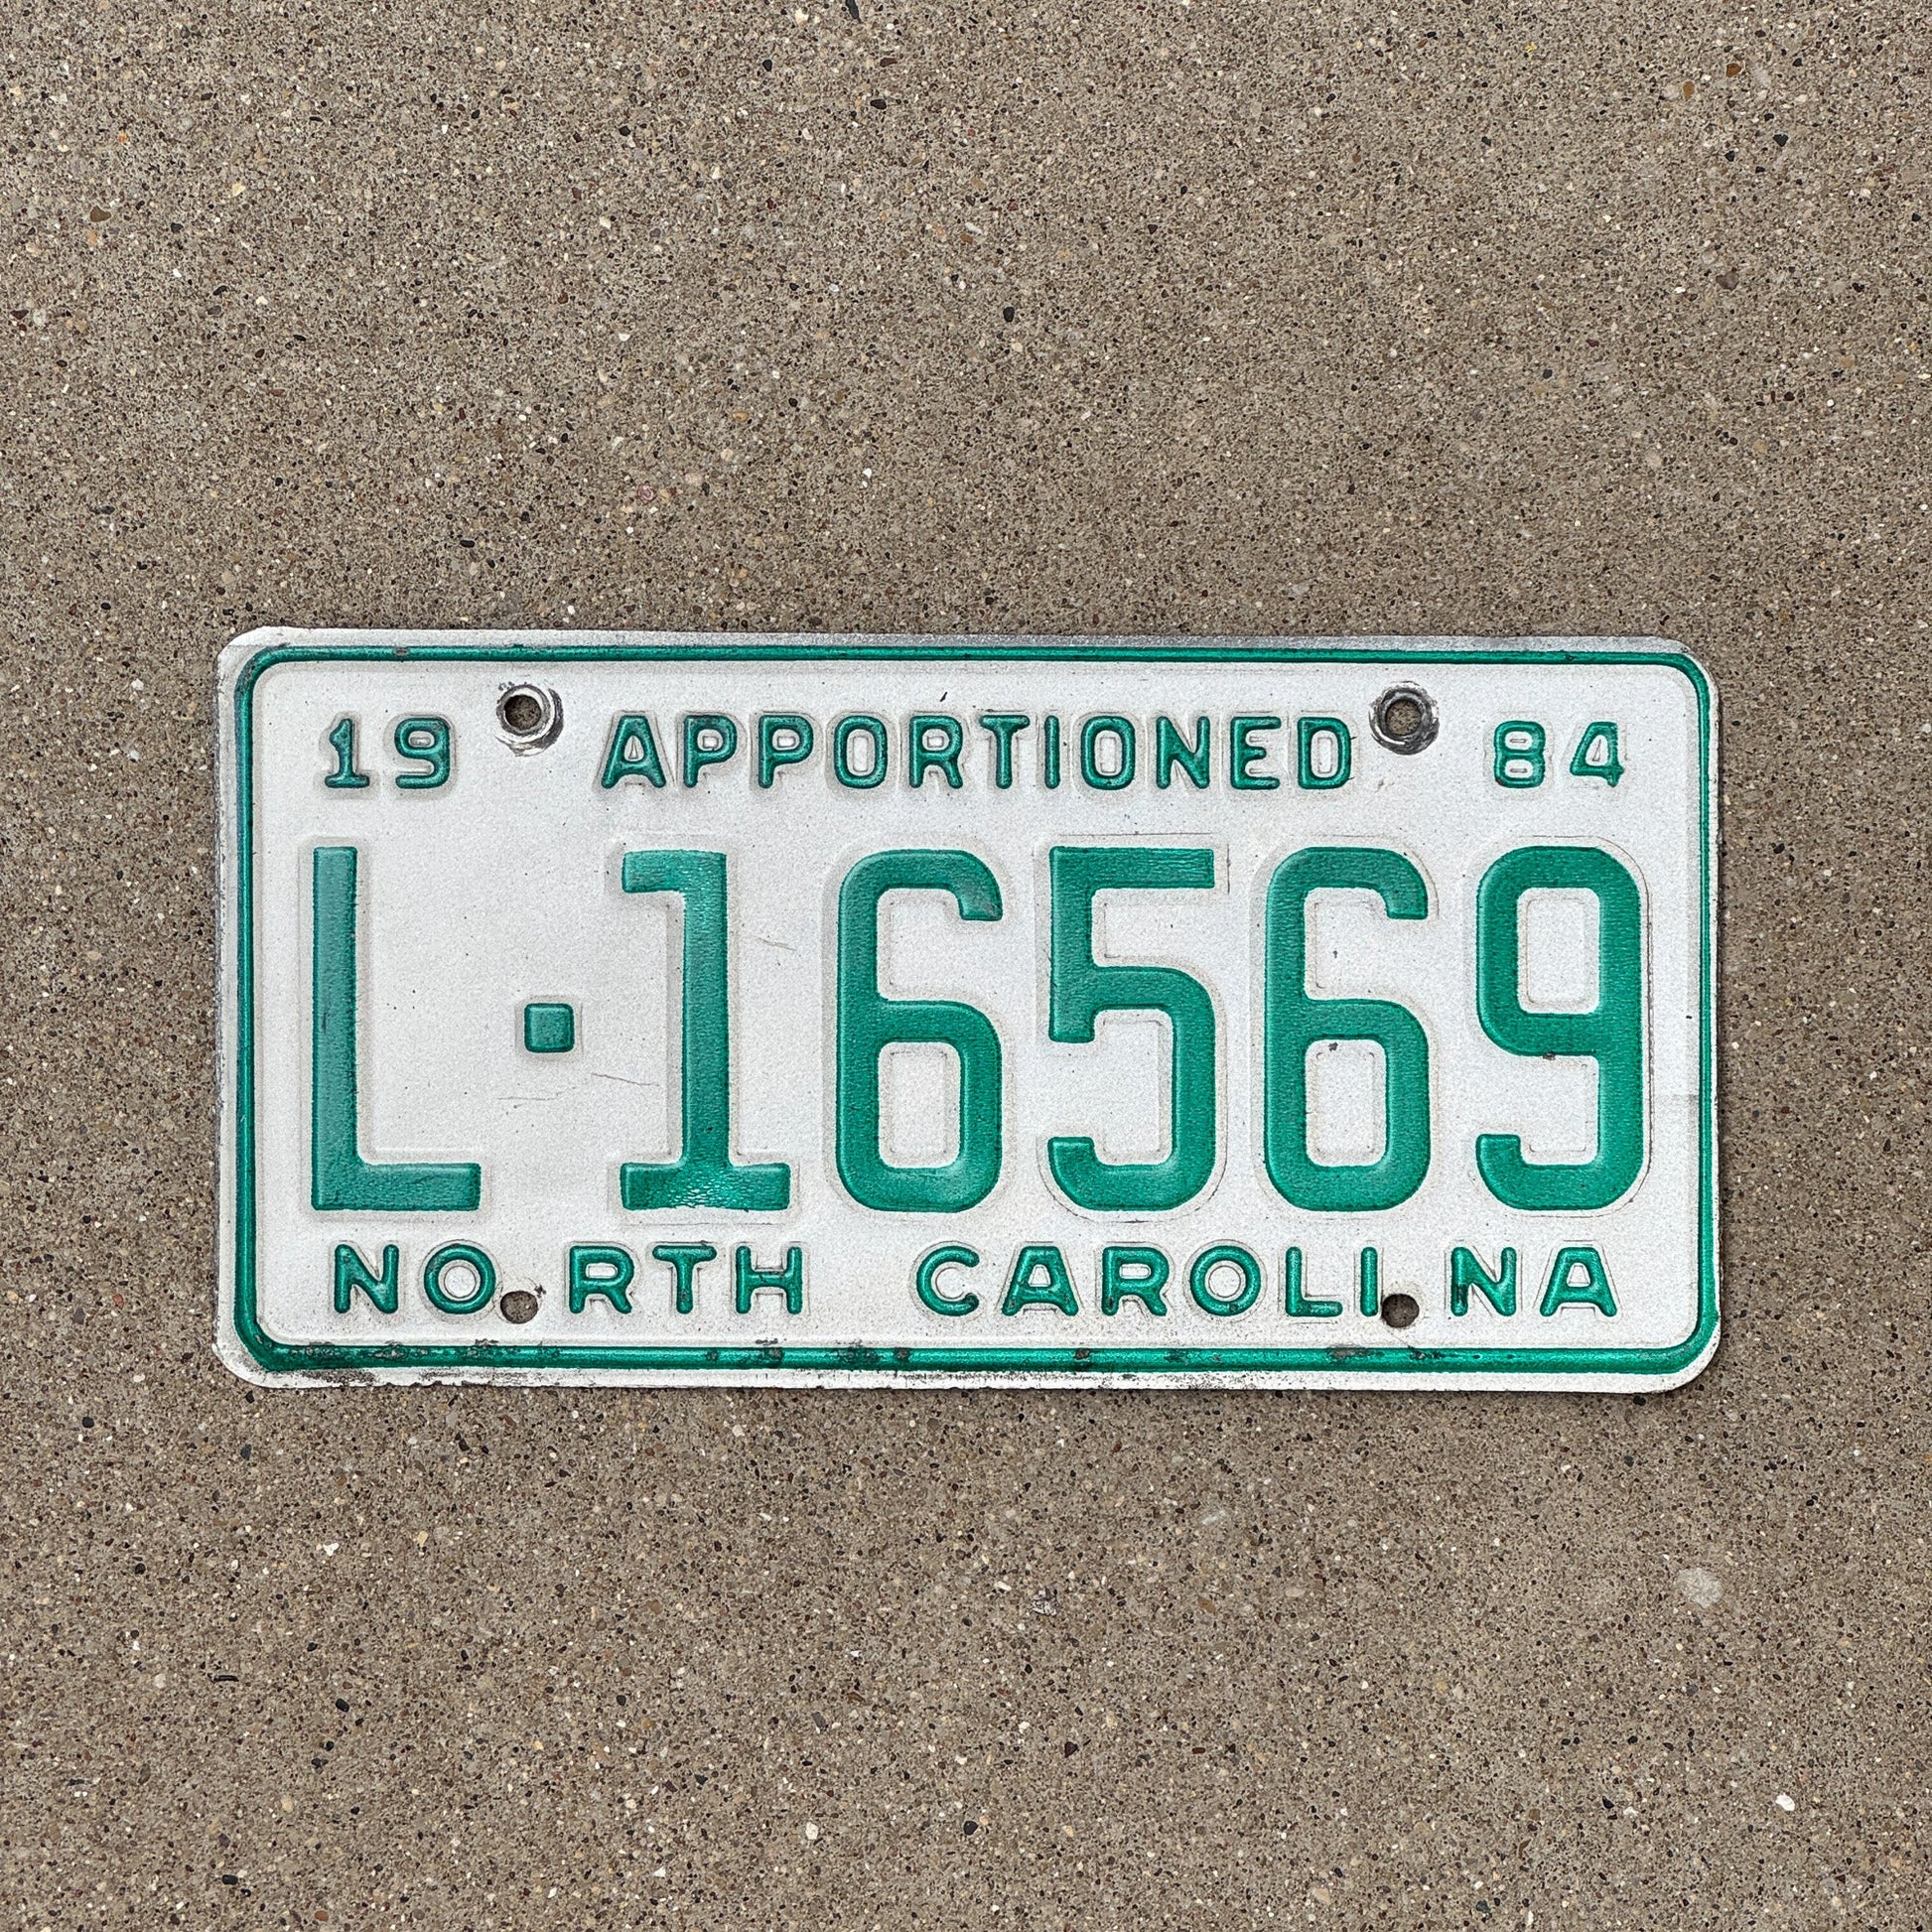 19 APPORTIONED 84
L·16569
NORTH CAROLINA